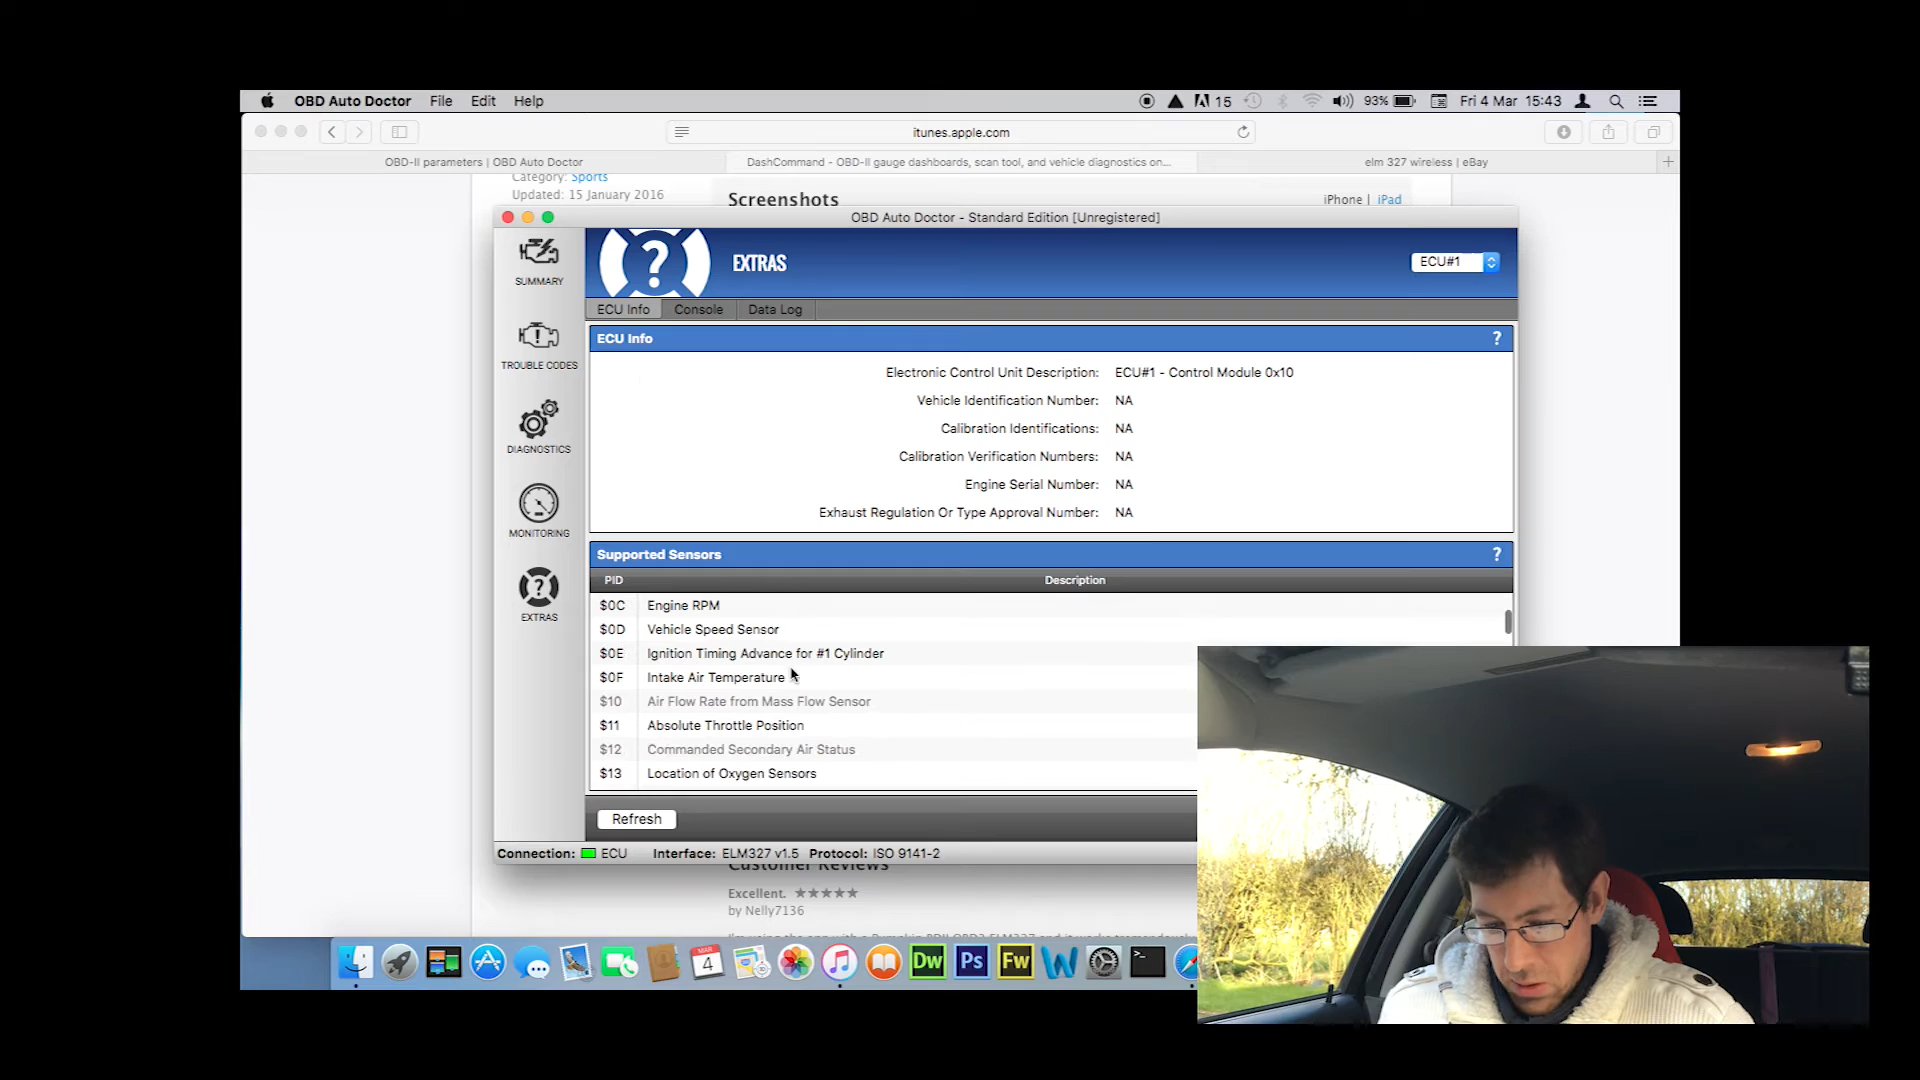 OBD Auto Doctor File Edit Help
15 93% Fri 4 Mar 15:43
itunes.apple.com
OBD-II parameters | OBD Auto Doctor
DashCommand - OBD-II gauge dashboards, scan tool, and vehicle diagnostics on...
elm 327 wireless | eBay
Category: Sports
Updated: 15 January 2016
Screenshots
iPhone | iPad
OBD Auto Doctor - Standard Edition [Unregistered]
SUMMARY
TROUBLE CODES
DIAGNOSTICS
MONITORING
EXTRAS
EXTRAS
ECU#1
ECU Info Console Data Log
ECU Info ?
Electronic Control Unit Description: ECU#1 - Control Module 0x10
Vehicle Identification Number: NA
Calibration Identifications: NA
Calibration Verification Numbers: NA
Engine Serial Number: NA
Exhaust Regulation Or Type Approval Number: NA
Supported Sensors ?
PID Description
$0C Engine RPM
$0D Vehicle Speed Sensor
$0E Ignition Timing Advance for #1 Cylinder
$0F Intake Air Temperature
$10 Air Flow Rate from Mass Flow Sensor
$11 Absolute Throttle Position
$12 Commanded Secondary Air Status
$13 Location of Oxygen Sensors
Refresh
Connection: ECU Interface: ELM327 v1.5 Protocol: ISO 9141-2
Customer Reviews
Excellent. ★★★★★
by Nelly7136
MAR
4
Dw
Ps
Fw